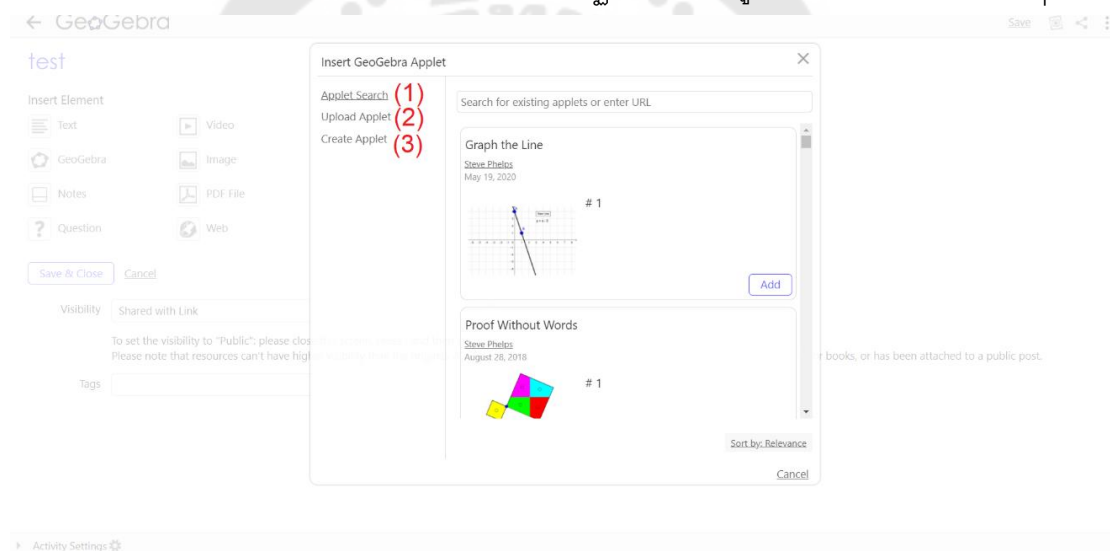 ← GeoGebra
Save
test
Insert Element
Text
Video
GeoGebra
Image
Notes
PDF File
Question
Web
Save & Close
Cancel
Visibility
Shared with Link
To set the visibility to "Public": please clos
Please note that resources can't have hig
r books, or has been attached to a public post.
Tags
Insert GeoGebra Applet
Applet Search (1)
Upload Applet (2)
Create Applet (3)
Search for existing applets or enter URL
Graph the Line
Steve Phelps
May 19, 2020
# 1
Add
Proof Without Words
Steve Phelps
August 28, 2018
# 1
Sort by: Relevance
Cancel
Activity Settings